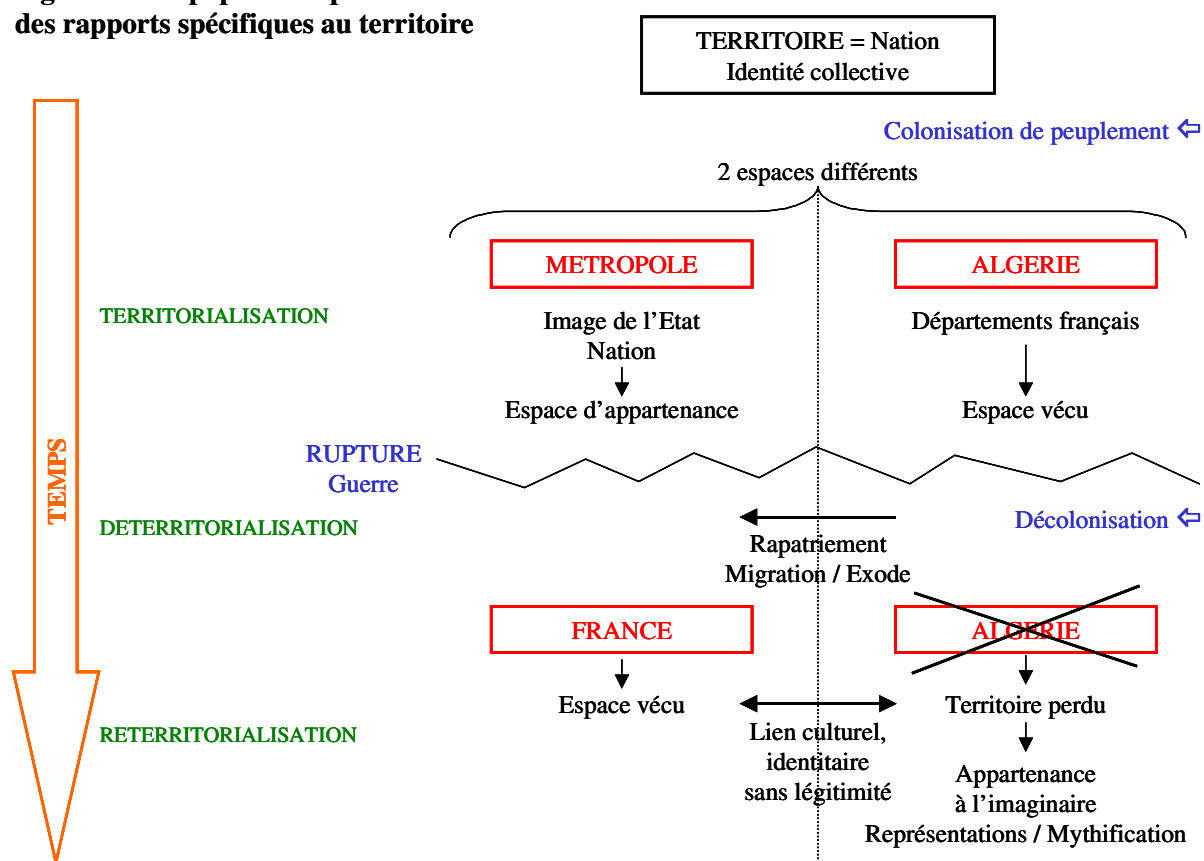 des rapports spécifiques au territoire
TERRITOIRE = Nation
Identité collective
Colonisation de peuplement
2 espaces différents
METROPOLE
ALGERIE
TERRITORIALISATION
Image de l’Etat
Nation
Départements français
Espace d’appartenance
Espace vécu
TEMPS
RUPTURE
Guerre
DETERRITORIALISATION
Décolonisation
Rapatriement
Migration / Exode
FRANCE
ALGERIE
Espace vécu
Territoire perdu
RETERRITORIALISATION
Lien culturel,
identitaire
sans légitimité
Appartenance
à l’imaginaire
Représentations / Mythification